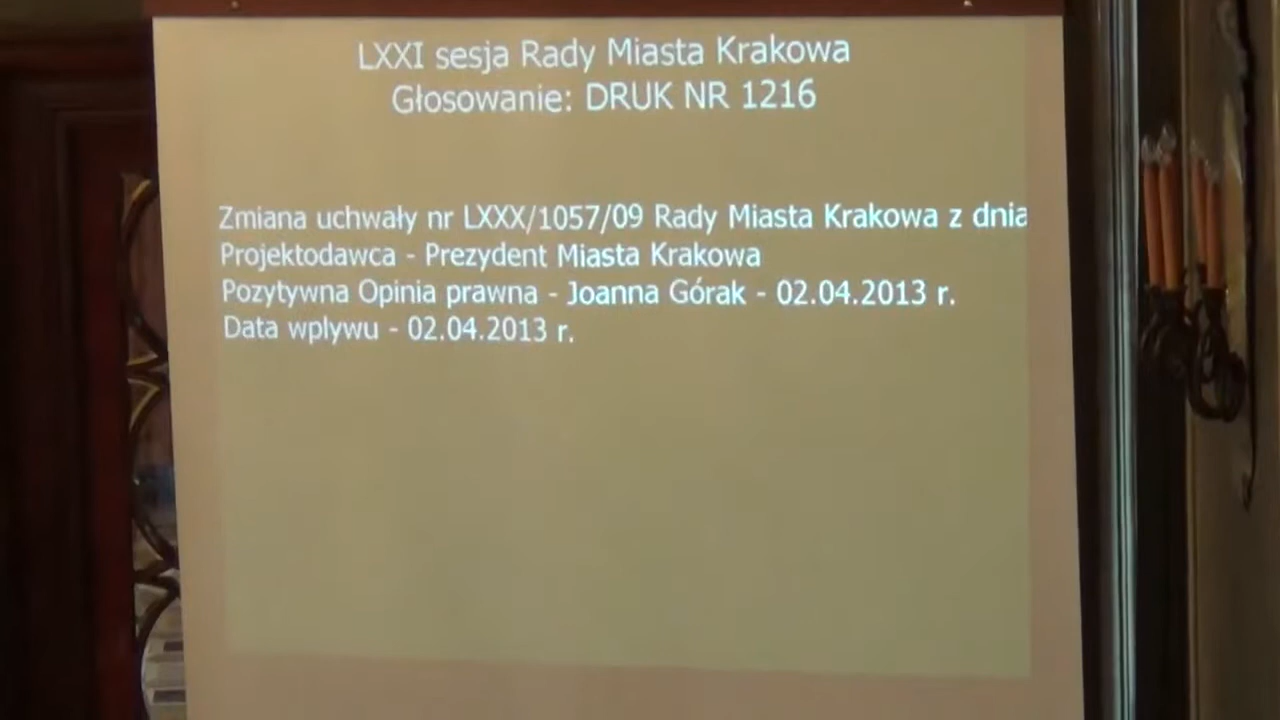 LXXI sesja Rady Miasta Krakowa
Głosowanie: DRUK NR 1216
Zmiana uchwały nr LXXX/1057/09 Rady Miasta Krakowa z dnia
Projektodawca - Prezydent Miasta Krakowa
Pozytywna Opinia prawna - Joanna Górak - 02.04.2013 r.
Data wplywu - 02.04.2013 r.